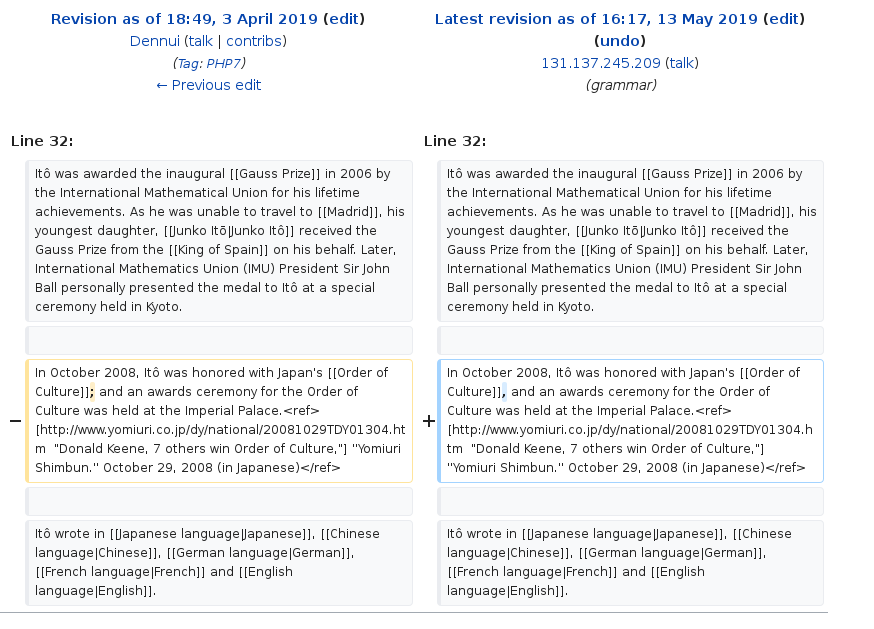 Revision as of 18:49, 3 April 2019 (edit)
Dennui (talk | contribs)
(Tag: PHP7)
← Previous edit
Latest revision as of 16:17, 13 May 2019 (edit)
(undo)
131.137.245.209 (talk)
(grammar)
Line 32:
Itô was awarded the inaugural [[Gauss Prize]] in 2006 by
the International Mathematical Union for his lifetime
achievements. As he was unable to travel to [[Madrid]], his
youngest daughter, [[Junko Itō|Junko Itô]] received the
Gauss Prize from the [[King of Spain]] on his behalf. Later,
International Mathematics Union (IMU) President Sir John
Ball personally presented the medal to Itô at a special
ceremony held in Kyoto.
− In October 2008, Itô was honored with Japan's [[Order of
Culture]]; and an awards ceremony for the Order of
Culture was held at the Imperial Palace.<ref>
[http://www.yomiuri.co.jp/dy/national/20081029TDY01304.ht
m  "Donald Keene, 7 others win Order of Culture,"] "Yomiuri
Shimbun." October 29, 2008 (in Japanese)</ref>
Itô wrote in [[Japanese language|Japanese]], [[Chinese
language|Chinese]], [[German language|German]],
[[French language|French]] and [[English
language|English]].
Line 32:
Itô was awarded the inaugural [[Gauss Prize]] in 2006 by
the International Mathematical Union for his lifetime
achievements. As he was unable to travel to [[Madrid]], his
youngest daughter, [[Junko Itō|Junko Itô]] received the
Gauss Prize from the [[King of Spain]] on his behalf. Later,
International Mathematics Union (IMU) President Sir John
Ball personally presented the medal to Itô at a special
ceremony held in Kyoto.
+ In October 2008, Itô was honored with Japan's [[Order of
Culture]], and an awards ceremony for the Order of
Culture was held at the Imperial Palace.<ref>
[http://www.yomiuri.co.jp/dy/national/20081029TDY01304.h
tm  "Donald Keene, 7 others win Order of Culture,"]
"Yomiuri Shimbun." October 29, 2008 (in Japanese)</ref>
Itô wrote in [[Japanese language|Japanese]], [[Chinese
language|Chinese]], [[German language|German]],
[[French language|French]] and [[English
language|English]].